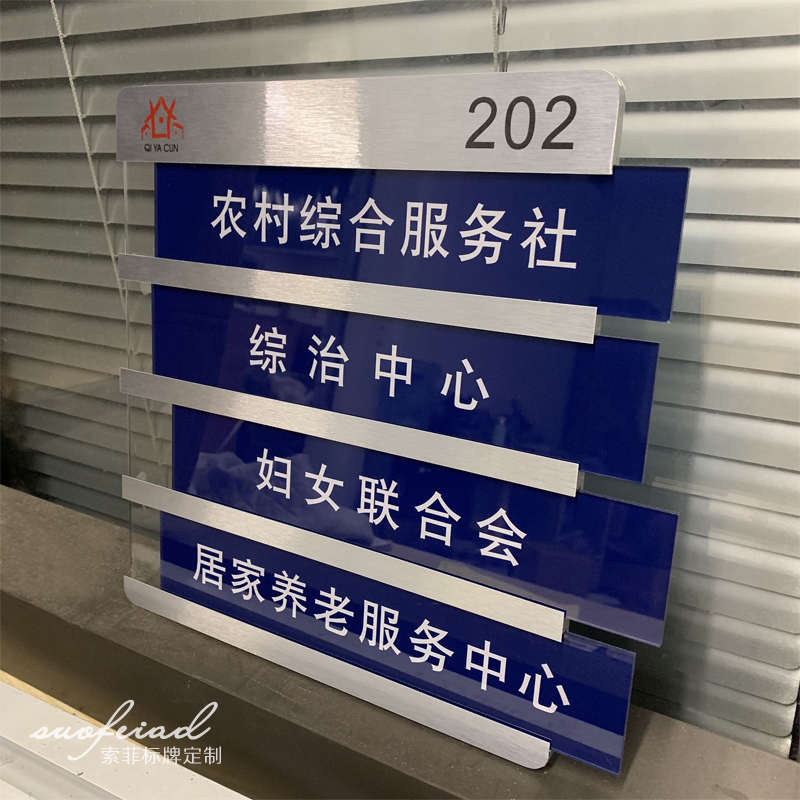 QI YA CUN
202
农村综合服务社
综治中心
妇女联合会
居家养老服务中心
suofeiad
索菲标牌定制